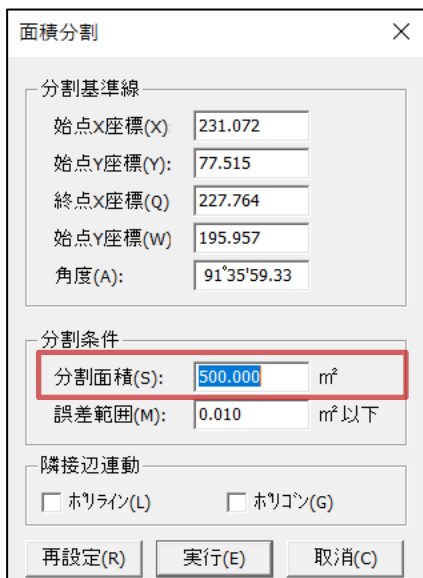 面積分割
分割基準線
始点X座標(X): 231.072
始点Y座標(Y): 77.515
終点X座標(Q) 227.764
始点Y座標(W) 195.957
角度(A): 91°35'59.33
分割条件
分割面積(S): 500.000 ㎡
誤差範囲(M): 0.010 ㎡以下
隣接辺連動
ﾎﾟﾘﾗｲﾝ(L) ﾎﾟﾘｺﾞﾝ(G)
再設定(R) 実行(E) 取消(C)